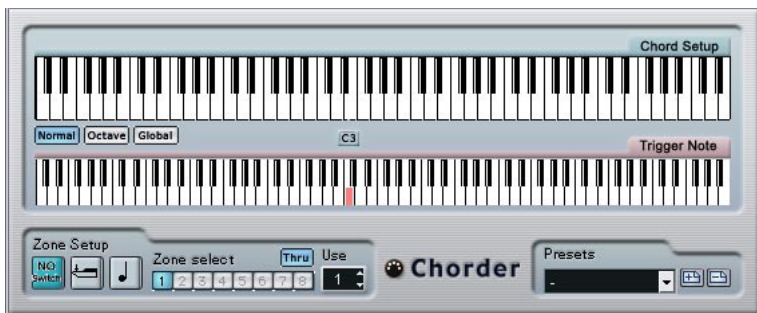 Chord Setup
Normal Octave Global C3
Trigger Note
Zone Setup
NO Switch
Zone select Thru Use
1 2 3 4 5 6 7 8 1
Chorder
Presets
-